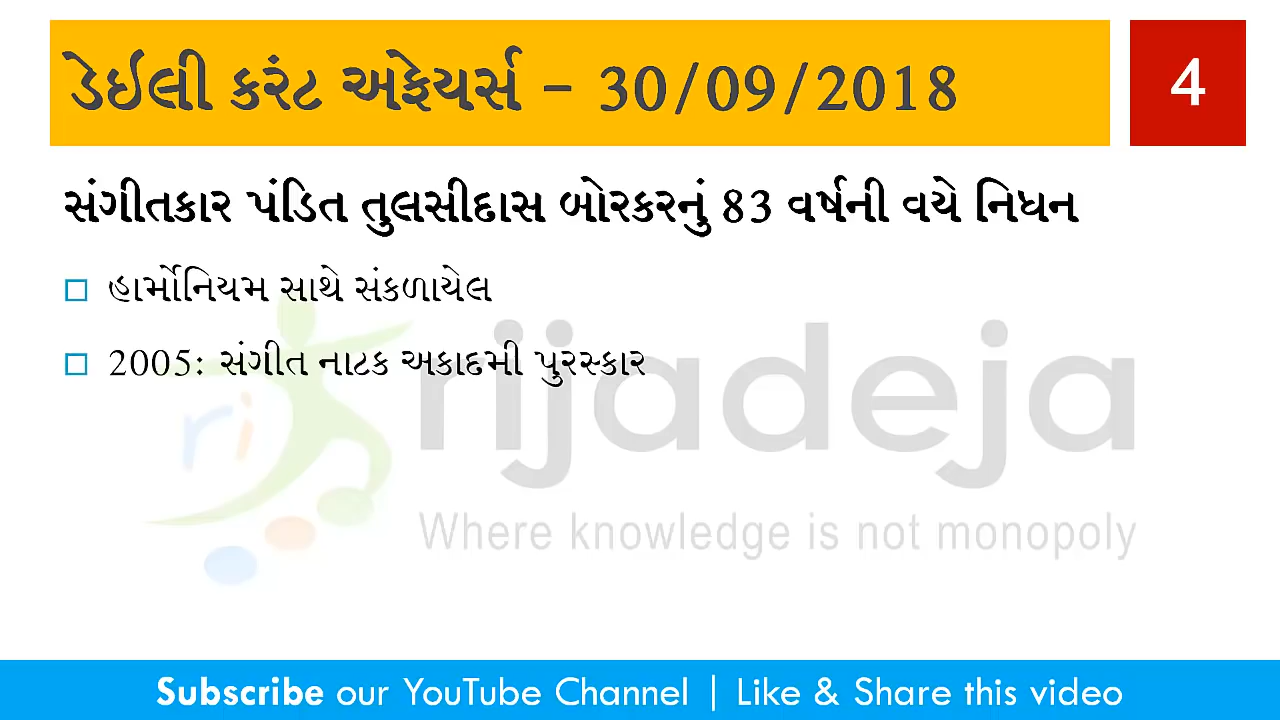 ડેઈલી કરંટ અફેયર્સ – 30/09/2018
4
સંગીતકાર પંડિત તુલસીદાસ બોરકરનું 83 વર્ષની વયે નિધન
હાર્મોનિયમ સાથે સંકળાયેલ
2005: સંગીત નાટક અકાદમી પુરસ્કાર
ri
rijadeja
Where knowledge is not monopoly
Subscribe our YouTube Channel | Like & Share this video